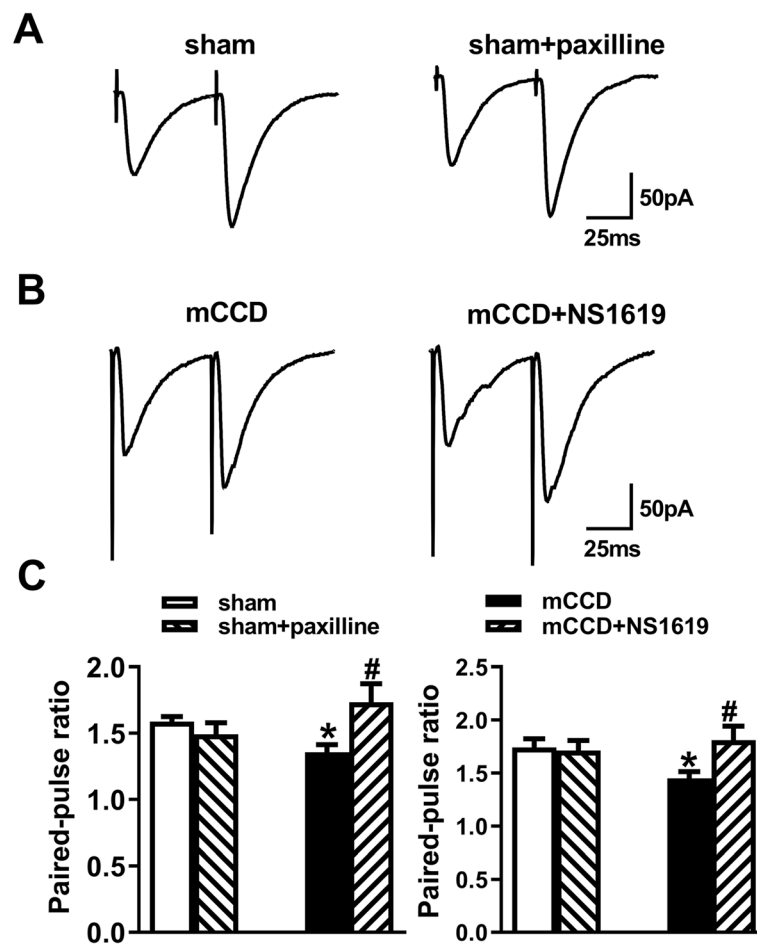 A
sham
sham+paxilline
50pA
25ms
B
mCCD
mCCD+NS1619
50pA
25ms
C
sham
sham+paxilline
mCCD
mCCD+NS1619
Paired-pulse ratio
2.0
1.5
1.0
0.5
0.0
*
#
Paired-pulse ratio
2.5
2.0
1.5
1.0
0.5
0.0
*
#